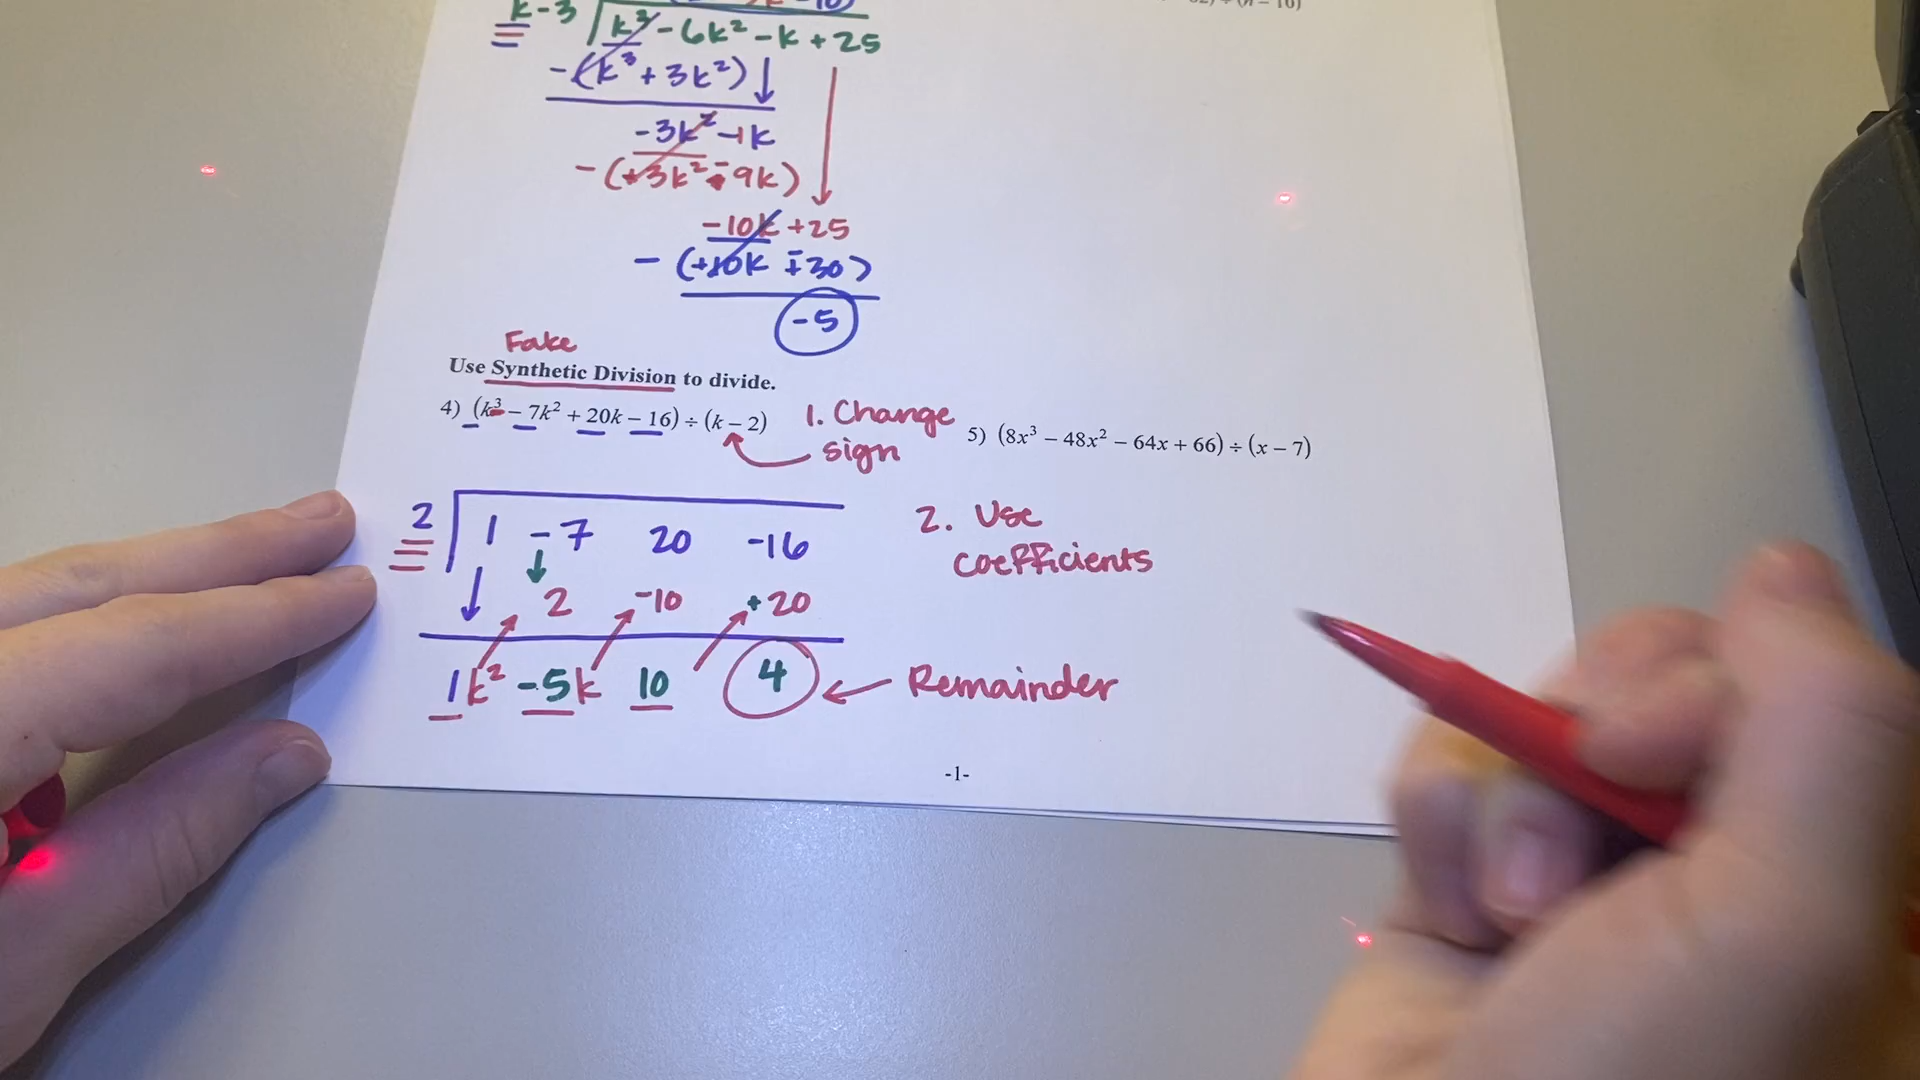 k-3 k³ - 6k² - k + 25
-(k³ + 3k²)
-3k² -1k
-(+3k² - 9k)
-10k + 25
-(+10k + 30)
-5
Fake
Use Synthetic Division to divide.
4) (k³ – 7k² + 20k – 16) ÷ (k – 2)
1. Change
sign
5) (8x³ – 48x² – 64x + 66) ÷ (x – 7)
2 1 -7 20 -16
2. Use
coefficients
2 -10 +20
1k² -5k 10 4 ← Remainder
-1-